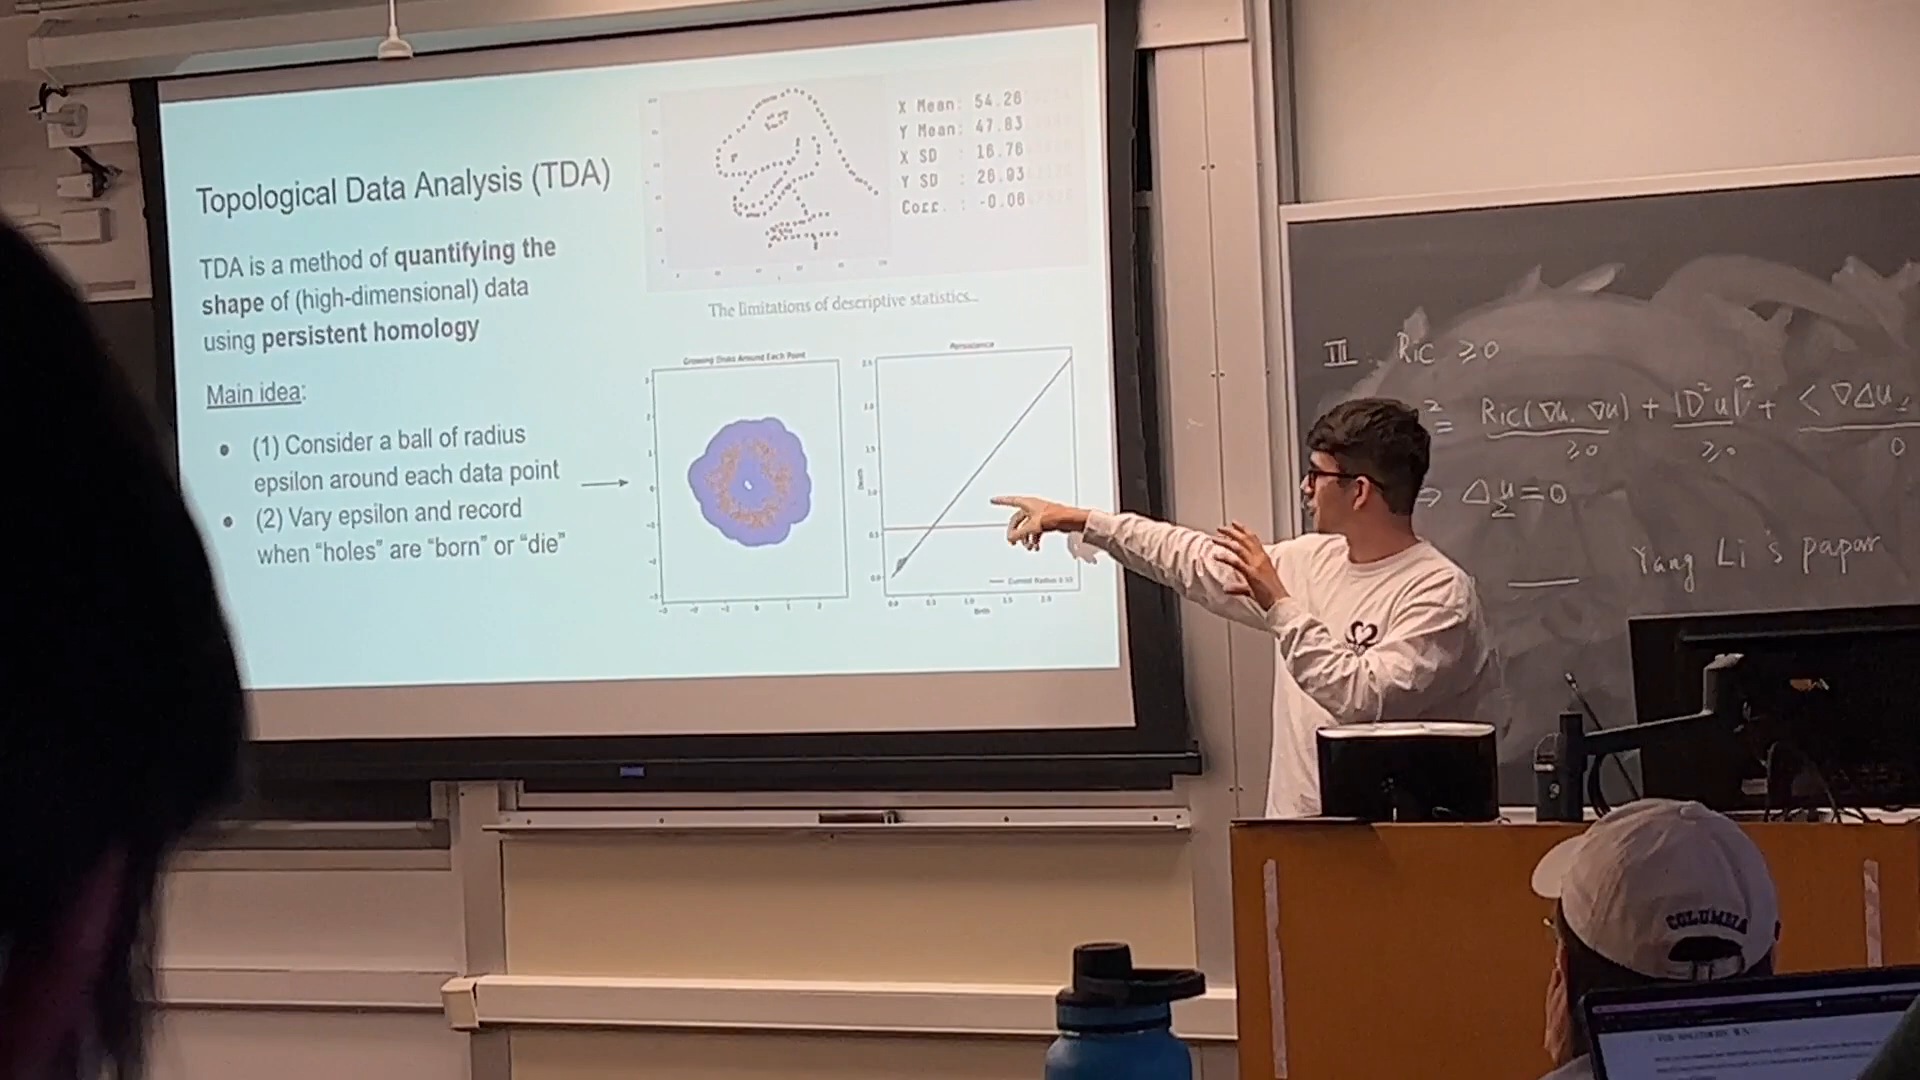 Topological Data Analysis (TDA)
TDA is a method of quantifying the
shape of (high-dimensional) data
using persistent homology
Main idea:
● (1) Consider a ball of radius
epsilon around each data point
● (2) Vary epsilon and record
when “holes” are “born” or “die”
X Mean: 54.26
Y Mean: 47.83
X SD : 16.76
Y SD : 26.93
Corr. : -0.06
The limitations of descriptive statistics...
Growing Disks Around Each Point
Persistence
Death
Birth
Current Radius
III. Ric ≥0
2 = Ric(∇u, ∇u) + |D²u|² + <∇Δu,
≥0 ≥0 0
⇒ Δ u = 0
Σ
Yang Li's papar
COLUMBIA